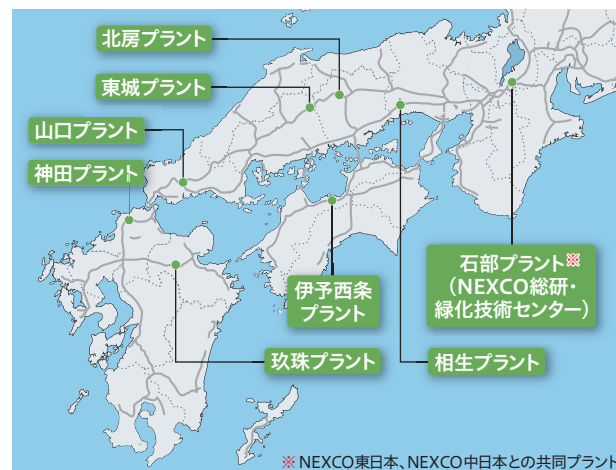 北房プラント
東城プラント
山口プラント
神田プラント
石部プラント※
（NEXCO総研・
緑化技術センター）
伊予西条
プラント
玖珠プラント
相生プラント
※NEXCO東日本、NEXCO中日本との共同プラント